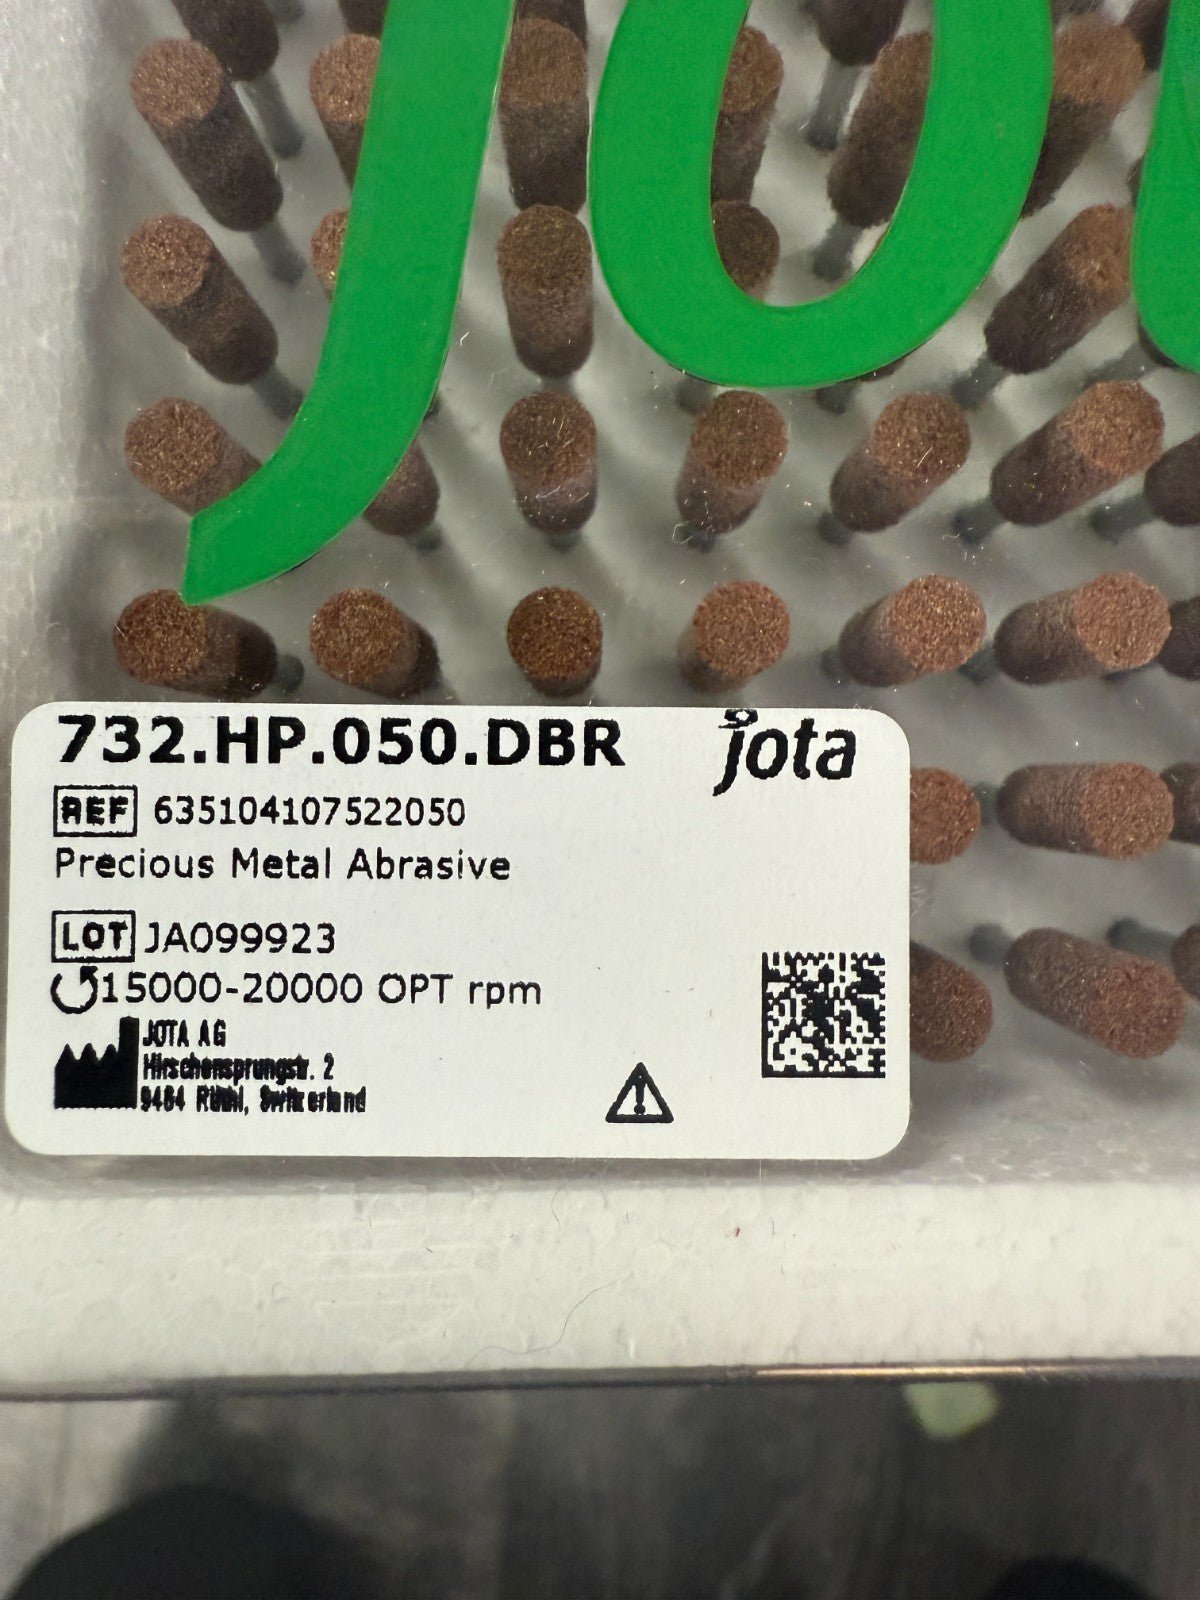 jo
732.HP.050.DBR
jota
REF 635104107522050
Precious Metal Abrasive
LOT JA099923
15000-20000 OPT rpm
JOTA AG
Hirschensprungstr. 2
9464 Rüthi, Switzerland